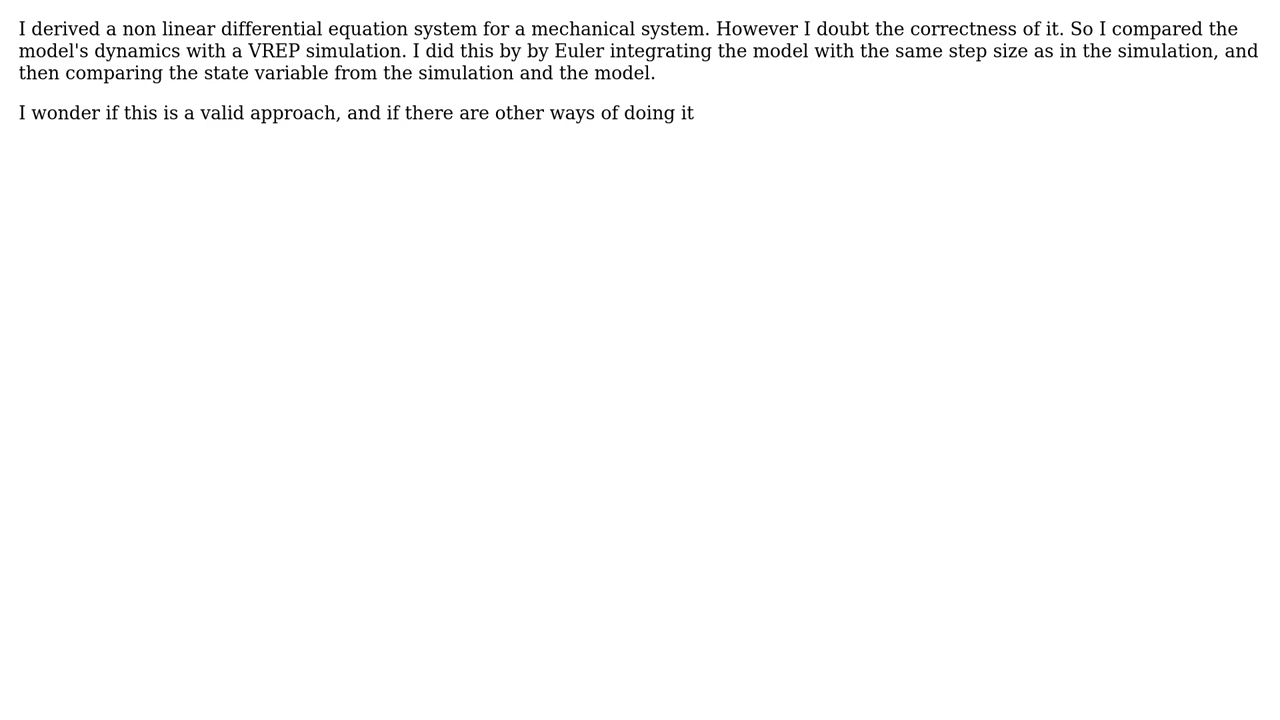 I derived a non linear differential equation system for a mechanical system. However I doubt the correctness of it. So I compared the
model's dynamics with a VREP simulation. I did this by by Euler integrating the model with the same step size as in the simulation, and
then comparing the state variable from the simulation and the model.
I wonder if this is a valid approach, and if there are other ways of doing it